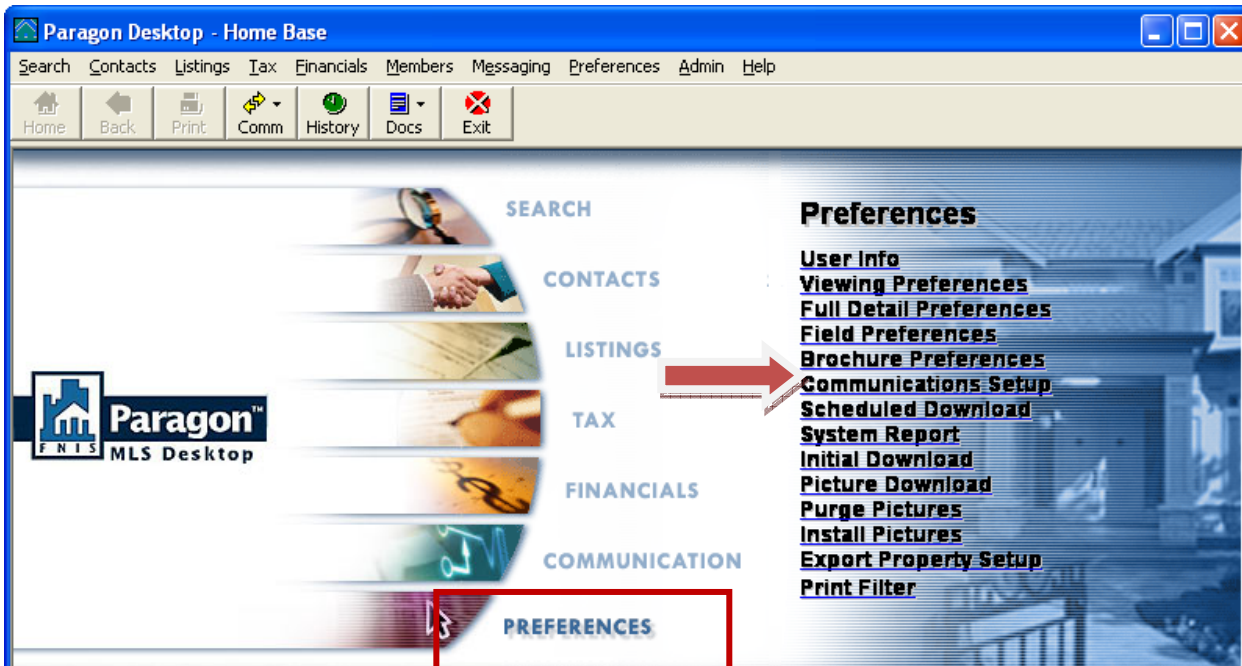 Paragon Desktop - Home Base
Search Contacts Listings Tax Financials Members Messaging Preferences Admin Help
Home Back Print Comm History Docs Exit
SEARCH
CONTACTS
LISTINGS
TAX
FINANCIALS
COMMUNICATION
PREFERENCES
Paragon™
FNIS
MLS Desktop
Preferences
User Info
Viewing Preferences
Full Detail Preferences
Field Preferences
Brochure Preferences
Communications Setup
Scheduled Download
System Report
Initial Download
Picture Download
Purge Pictures
Install Pictures
Export Property Setup
Print Filter